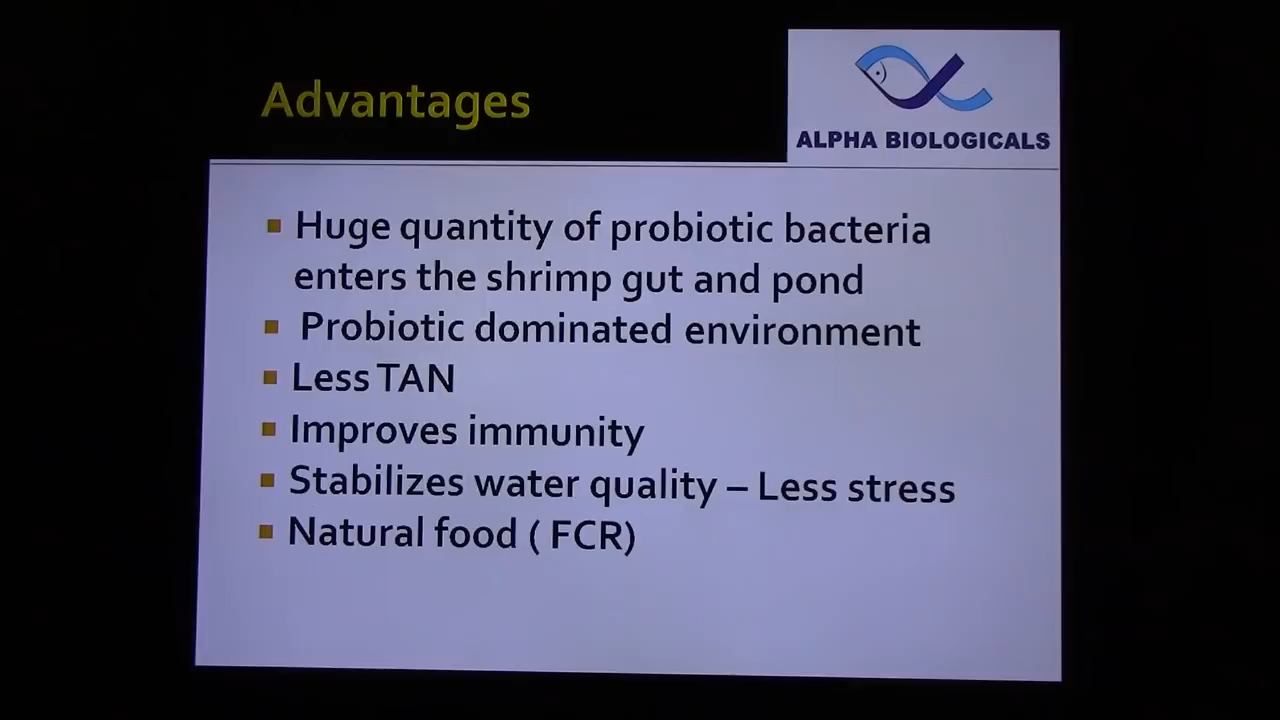 Advantages
ALPHA BIOLOGICALS
Huge quantity of probiotic bacteria
enters the shrimp gut and pond
Probiotic dominated environment
Less TAN
Improves immunity
Stabilizes water quality – Less stress
Natural food ( FCR)